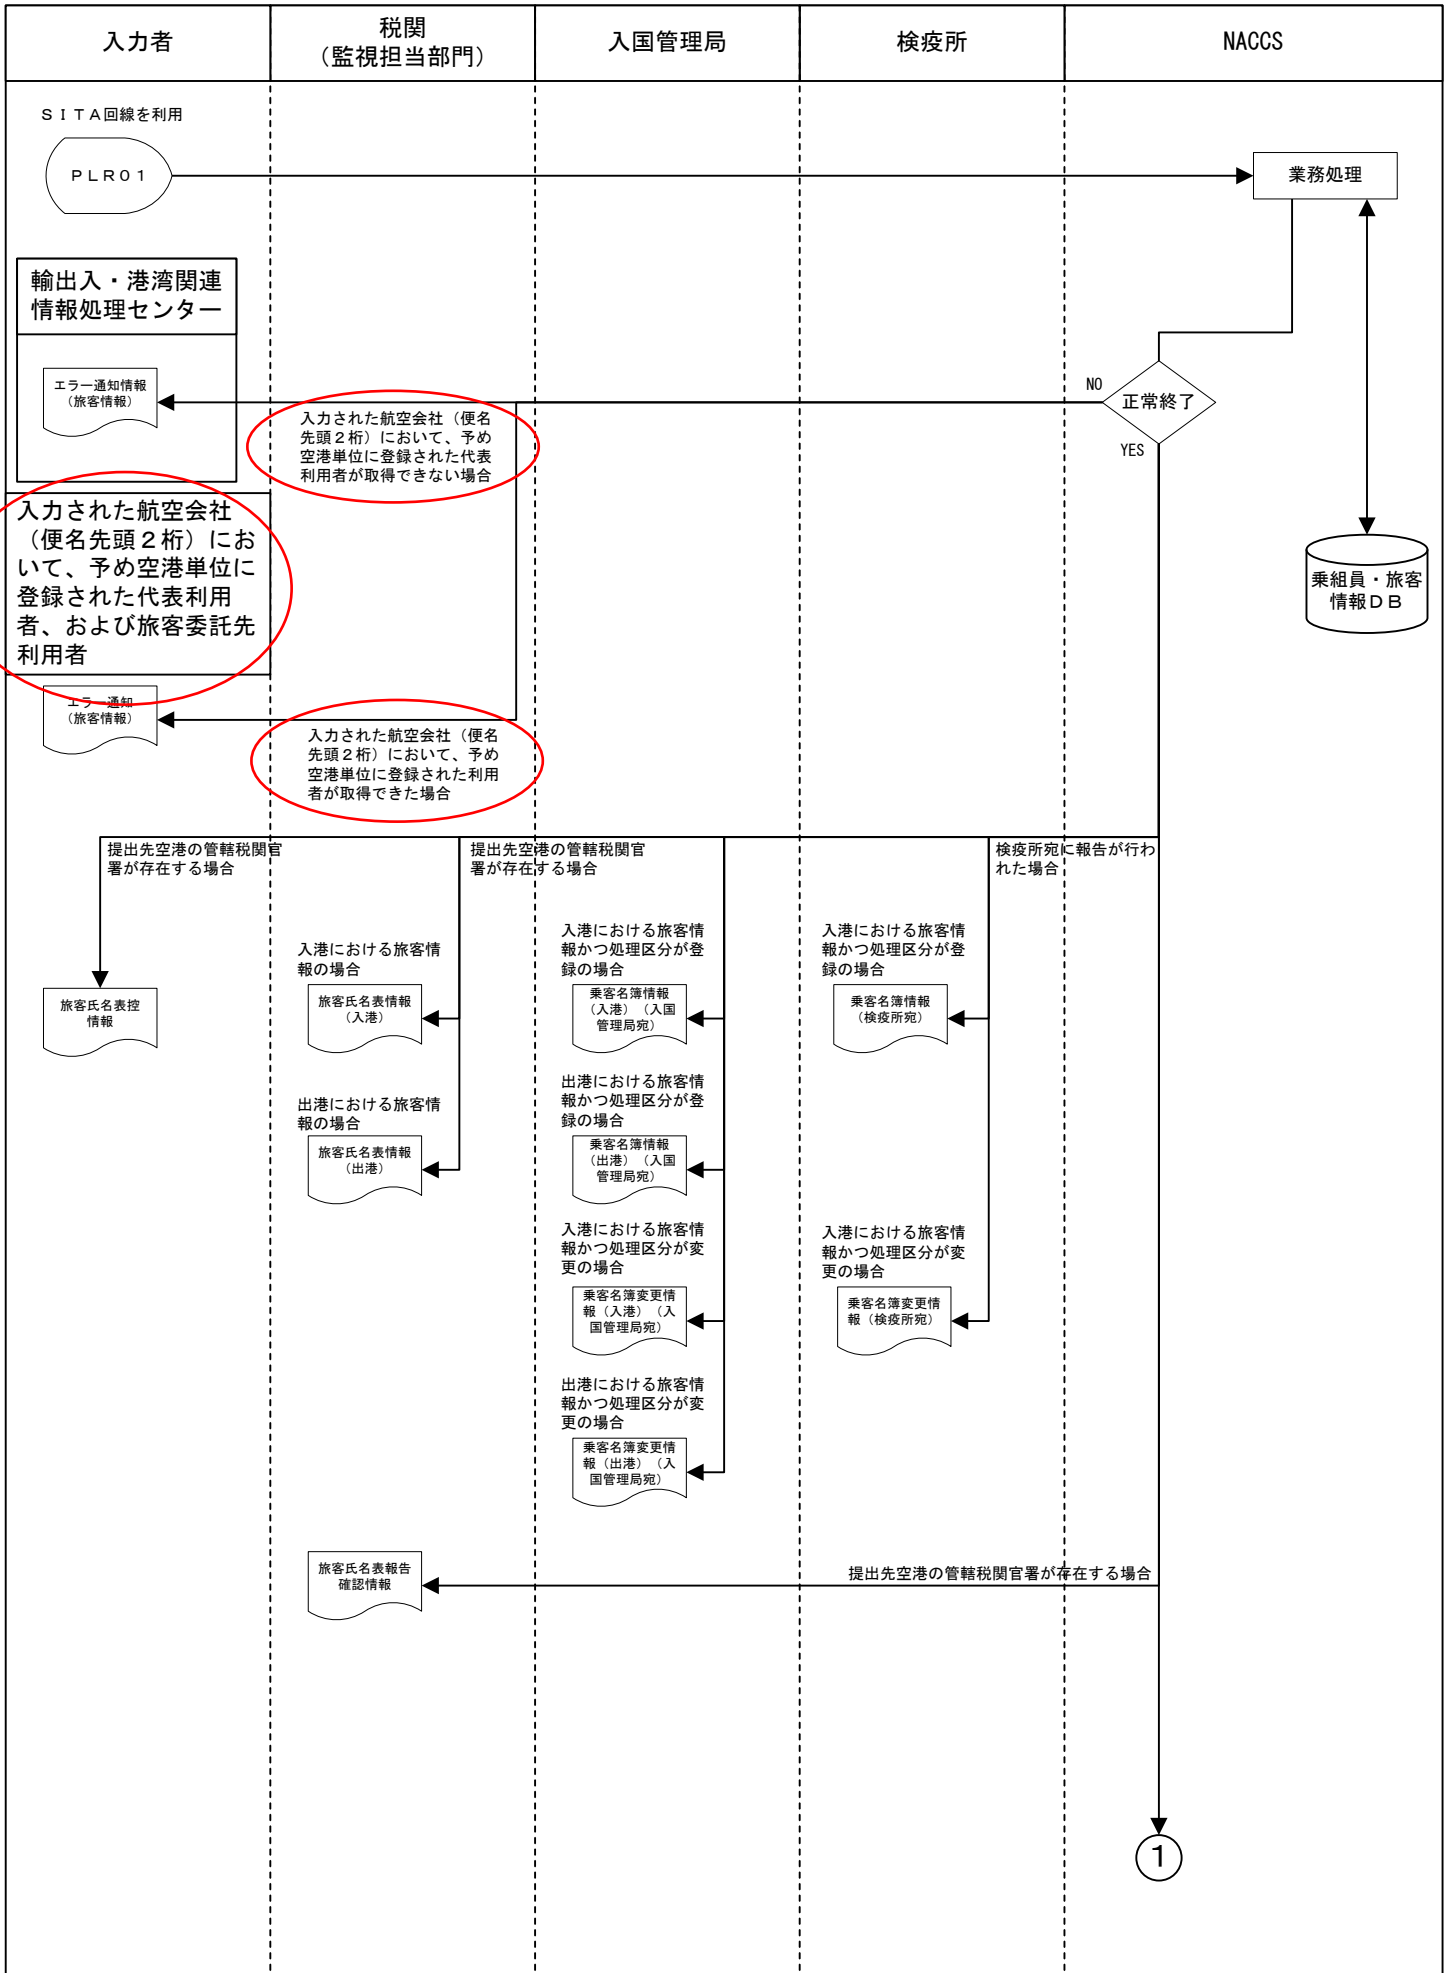 入力者
税関
（監視担当部門）
入国管理局
検疫所
NACCS
ＳＩＴＡ回線を利用
ＰＬＲ０１
業務処理
輸出入・港湾関連
情報処理センター
エラー通知情報
（旅客情報）
入力された航空会社（便名
先頭２桁）において、予め
空港単位に登録された代表
利用者が取得できない場合
NO
正常終了
YES
入力された航空会社
（便名先頭２桁）にお
いて、予め空港単位に
登録された代表利用
者、および旅客委託先
利用者
乗組員・旅客
情報ＤＢ
エラー通知
（旅客情報）
入力された航空会社（便名
先頭２桁）において、予め
空港単位に登録された利用
者が取得できた場合
提出先空港の管轄税関官
署が存在する場合
提出先空港の管轄税関官
署が存在する場合
検疫所宛に報告が行わ
れた場合
旅客氏名表控
情報
入港における旅客情
報の場合
旅客氏名表情報
（入港）
出港における旅客情
報の場合
旅客氏名表情報
（出港）
入港における旅客情
報かつ処理区分が登
録の場合
乗客名簿情報
（入港）（入国
管理局宛）
出港における旅客情
報かつ処理区分が登
録の場合
乗客名簿情報
（出港）（入国
管理局宛）
入港における旅客情
報かつ処理区分が変
更の場合
乗客名簿変更情
報（入港）（入
国管理局宛）
出港における旅客情
報かつ処理区分が変
更の場合
乗客名簿変更情
報（出港）（入
国管理局宛）
入港における旅客情
報かつ処理区分が登
録の場合
乗客名簿情報
（検疫所宛）
入港における旅客情
報かつ処理区分が変
更の場合
乗客名簿変更情
報（検疫所宛）
旅客氏名表報告
確認情報
提出先空港の管轄税関官署が存在する場合
1